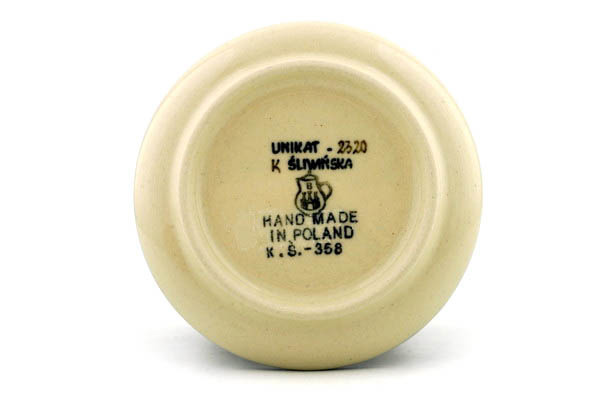 UNIKAT - 2320
K ŚLIWIŃSKA
B
HAND MADE
IN POLAND
K.Ś.-358